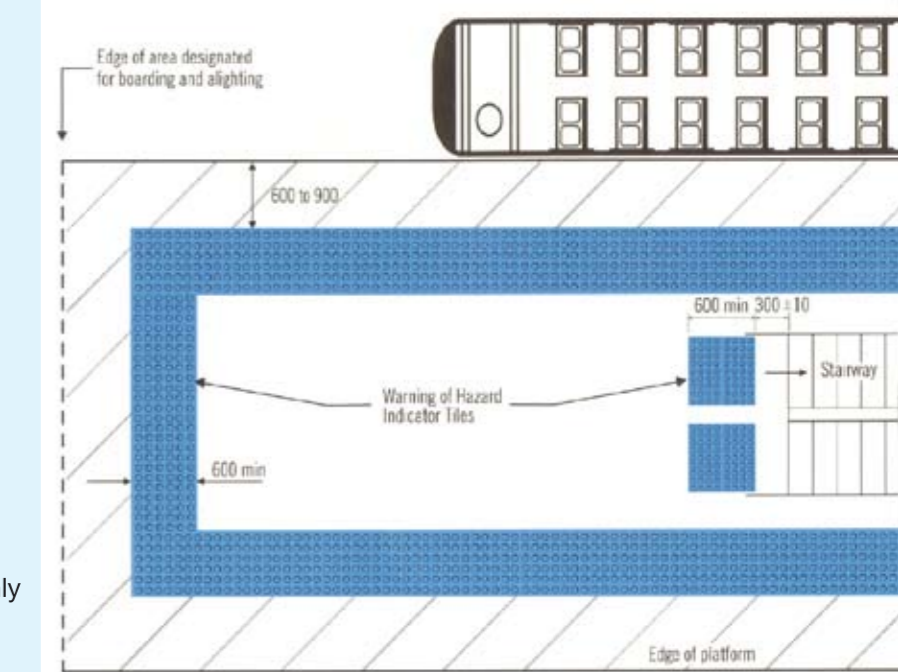 Edge of area designated
for boarding and alighting
600 to 900
600 min 300 ± 10
Stairway
Warning of Hazard
Indicator Tiles
600 min
ly
Edge of platform